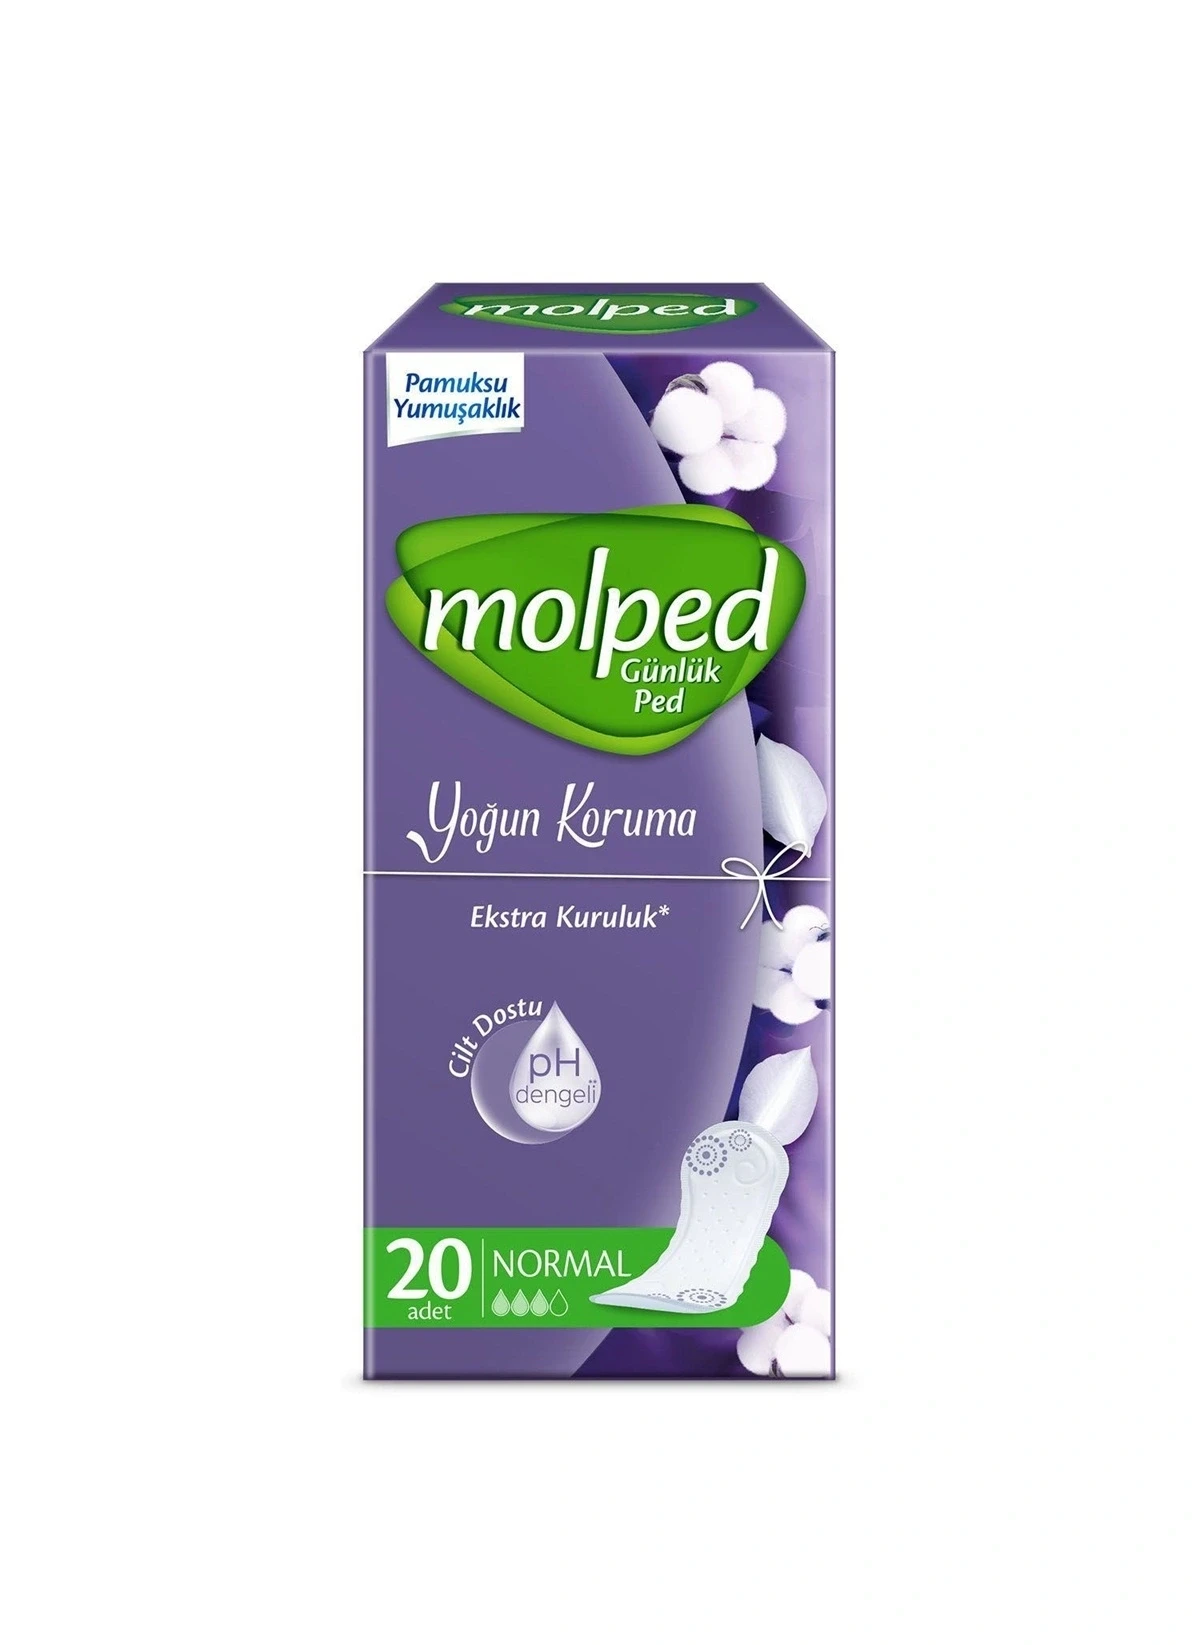 molped
Pamuksu
Yumuşaklık
molped
Günlük
Ped
Yoğun Koruma
Ekstra Kuruluk*
Cilt Dostu
pH
dengeli
20
adet
NORMAL